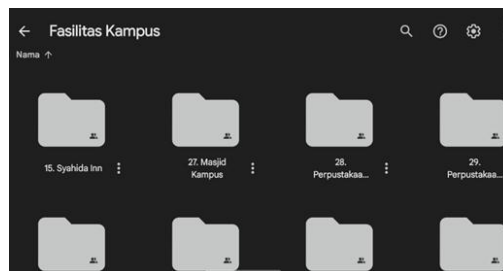 Fasilitas Kampus
Nama ↑
15. Syahida Inn
27. Masjid
Kampus
28.
Perpustakaa...
29.
Perpustakaa...